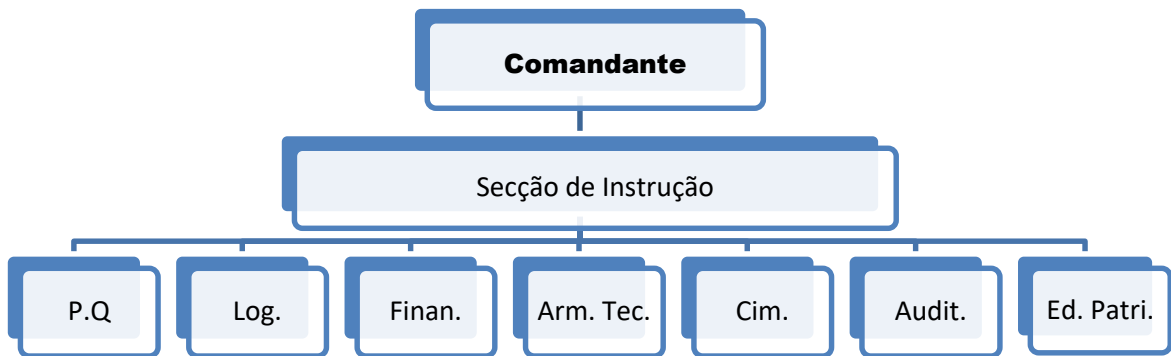 Comandante
Secção de Instrução
P.Q
Log.
Finan.
Arm. Tec.
Cim.
Audit.
Ed. Patri.